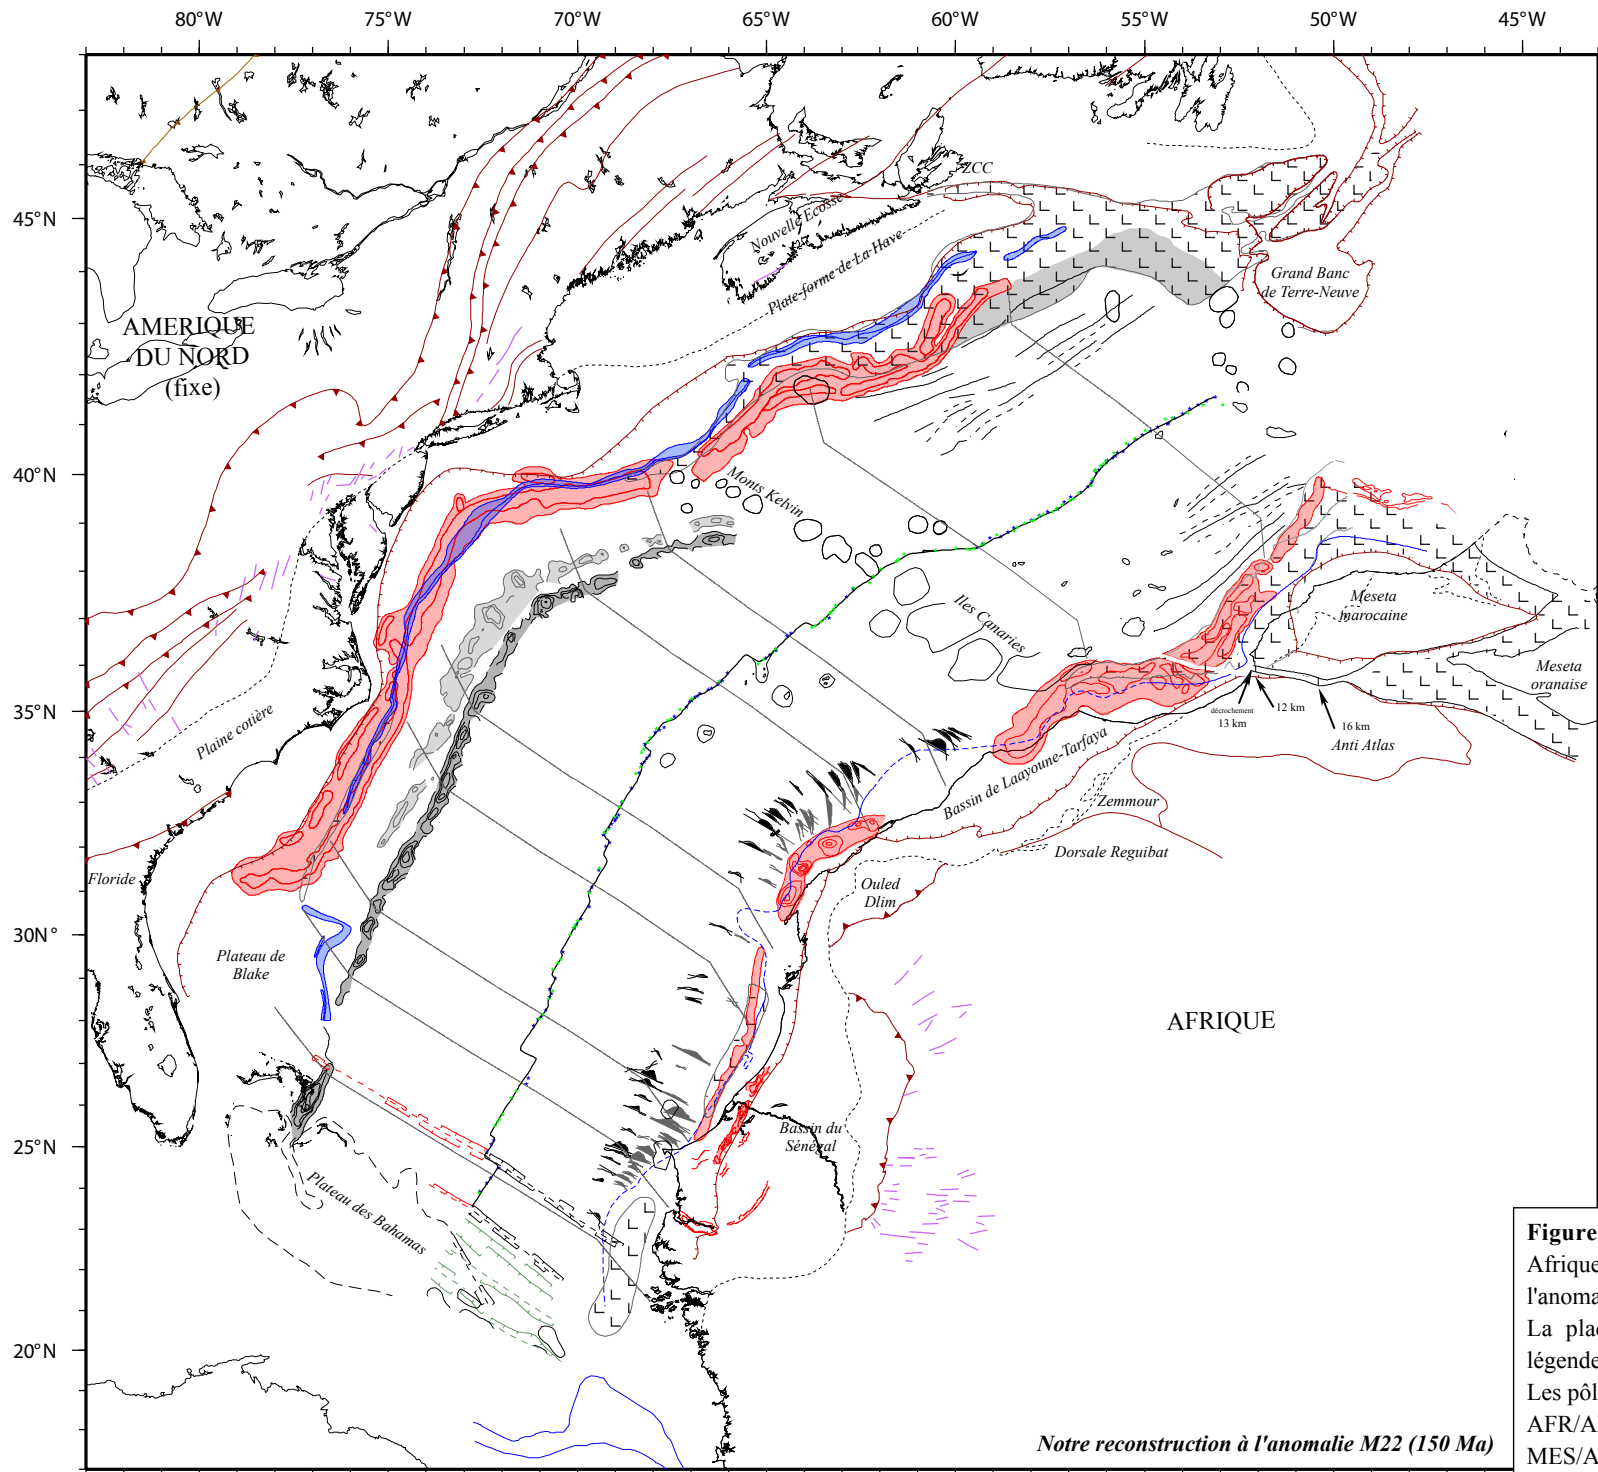 80°W
75°W
70°W
65°W
60°W
55°W
50°W
45°W
45°N
40°N
35°N
30N°
25°N
20°N
ZCC
Nouvelle Ecosse
Plate-forme de La Have
Grand Banc
de Terre-Neuve
AMERIQUE
DU NORD
(fixe)
Monts Kelvin
Iles Canaries
Meseta
marocaine
Meseta
oranaise
décrochement
13 km
12 km
16 km
Anti Atlas
Plaine cotière
Bassin de Laayoune-Tarfaya
Zemmour
Dorsale Reguibat
Ouled
Dlim
Floride
Plateau de
Blake
AFRIQUE
Bassin du
Sénégal
Plateau des Bahamas
Notre reconstruction à l'anomalie M22 (150 Ma)
Figure
Afrique
l'anoma
La plac
légende
Les pôl
AFR/A
MES/A